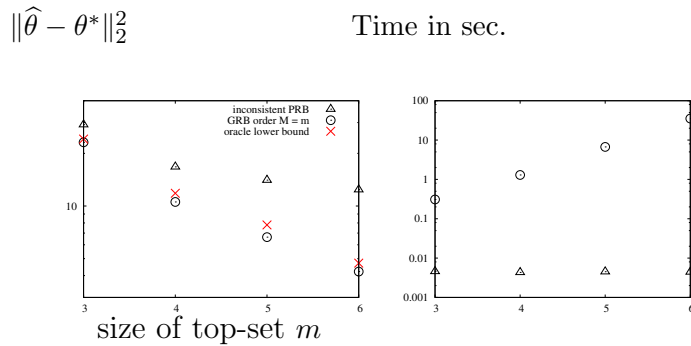 ‖θ̂ − θ*‖₂²
Time in sec.
inconsistent PRB
GRB order M = m
oracle lower bound
10
3 4 5 6
size of top-set m
100
10
1
0.1
0.01
0.001
3 4 5 6